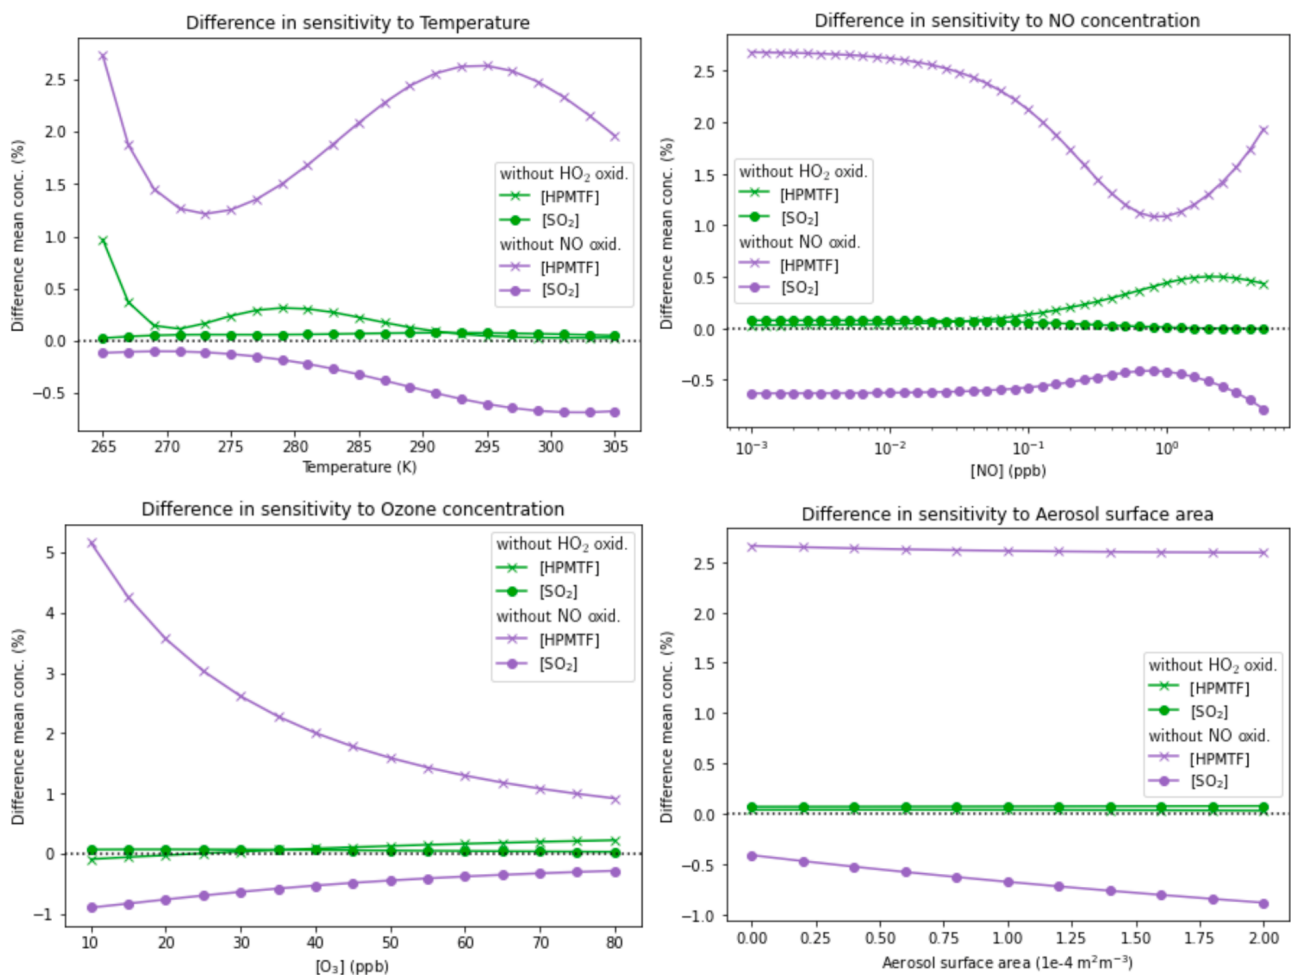 Difference in sensitivity to Temperature
Difference mean conc. (%)
2.5
2.0
1.5
1.0
0.5
0.0
−0.5
without HO₂ oxid.
[HPMTF]
[SO₂]
without NO oxid.
[HPMTF]
[SO₂]
265 270 275 280 285 290 295 300 305
Temperature (K)
Difference in sensitivity to NO concentration
Difference mean conc. (%)
2.5
2.0
1.5
1.0
0.5
0.0
−0.5
without HO₂ oxid.
[HPMTF]
[SO₂]
without NO oxid.
[HPMTF]
[SO₂]
10⁻³ 10⁻² 10⁻¹ 10⁰
[NO] (ppb)
Difference in sensitivity to Ozone concentration
Difference mean conc. (%)
5
4
3
2
1
0
−1
without HO₂ oxid.
[HPMTF]
[SO₂]
without NO oxid.
[HPMTF]
[SO₂]
10 20 30 40 50 60 70 80
[O₃] (ppb)
Difference in sensitivity to Aerosol surface area
Difference mean conc. (%)
2.5
2.0
1.5
1.0
0.5
0.0
−0.5
−1.0
without HO₂ oxid.
[HPMTF]
[SO₂]
without NO oxid.
[HPMTF]
[SO₂]
0.00 0.25 0.50 0.75 1.00 1.25 1.50 1.75 2.00
Aerosol surface area (1e-4 m²m⁻³)